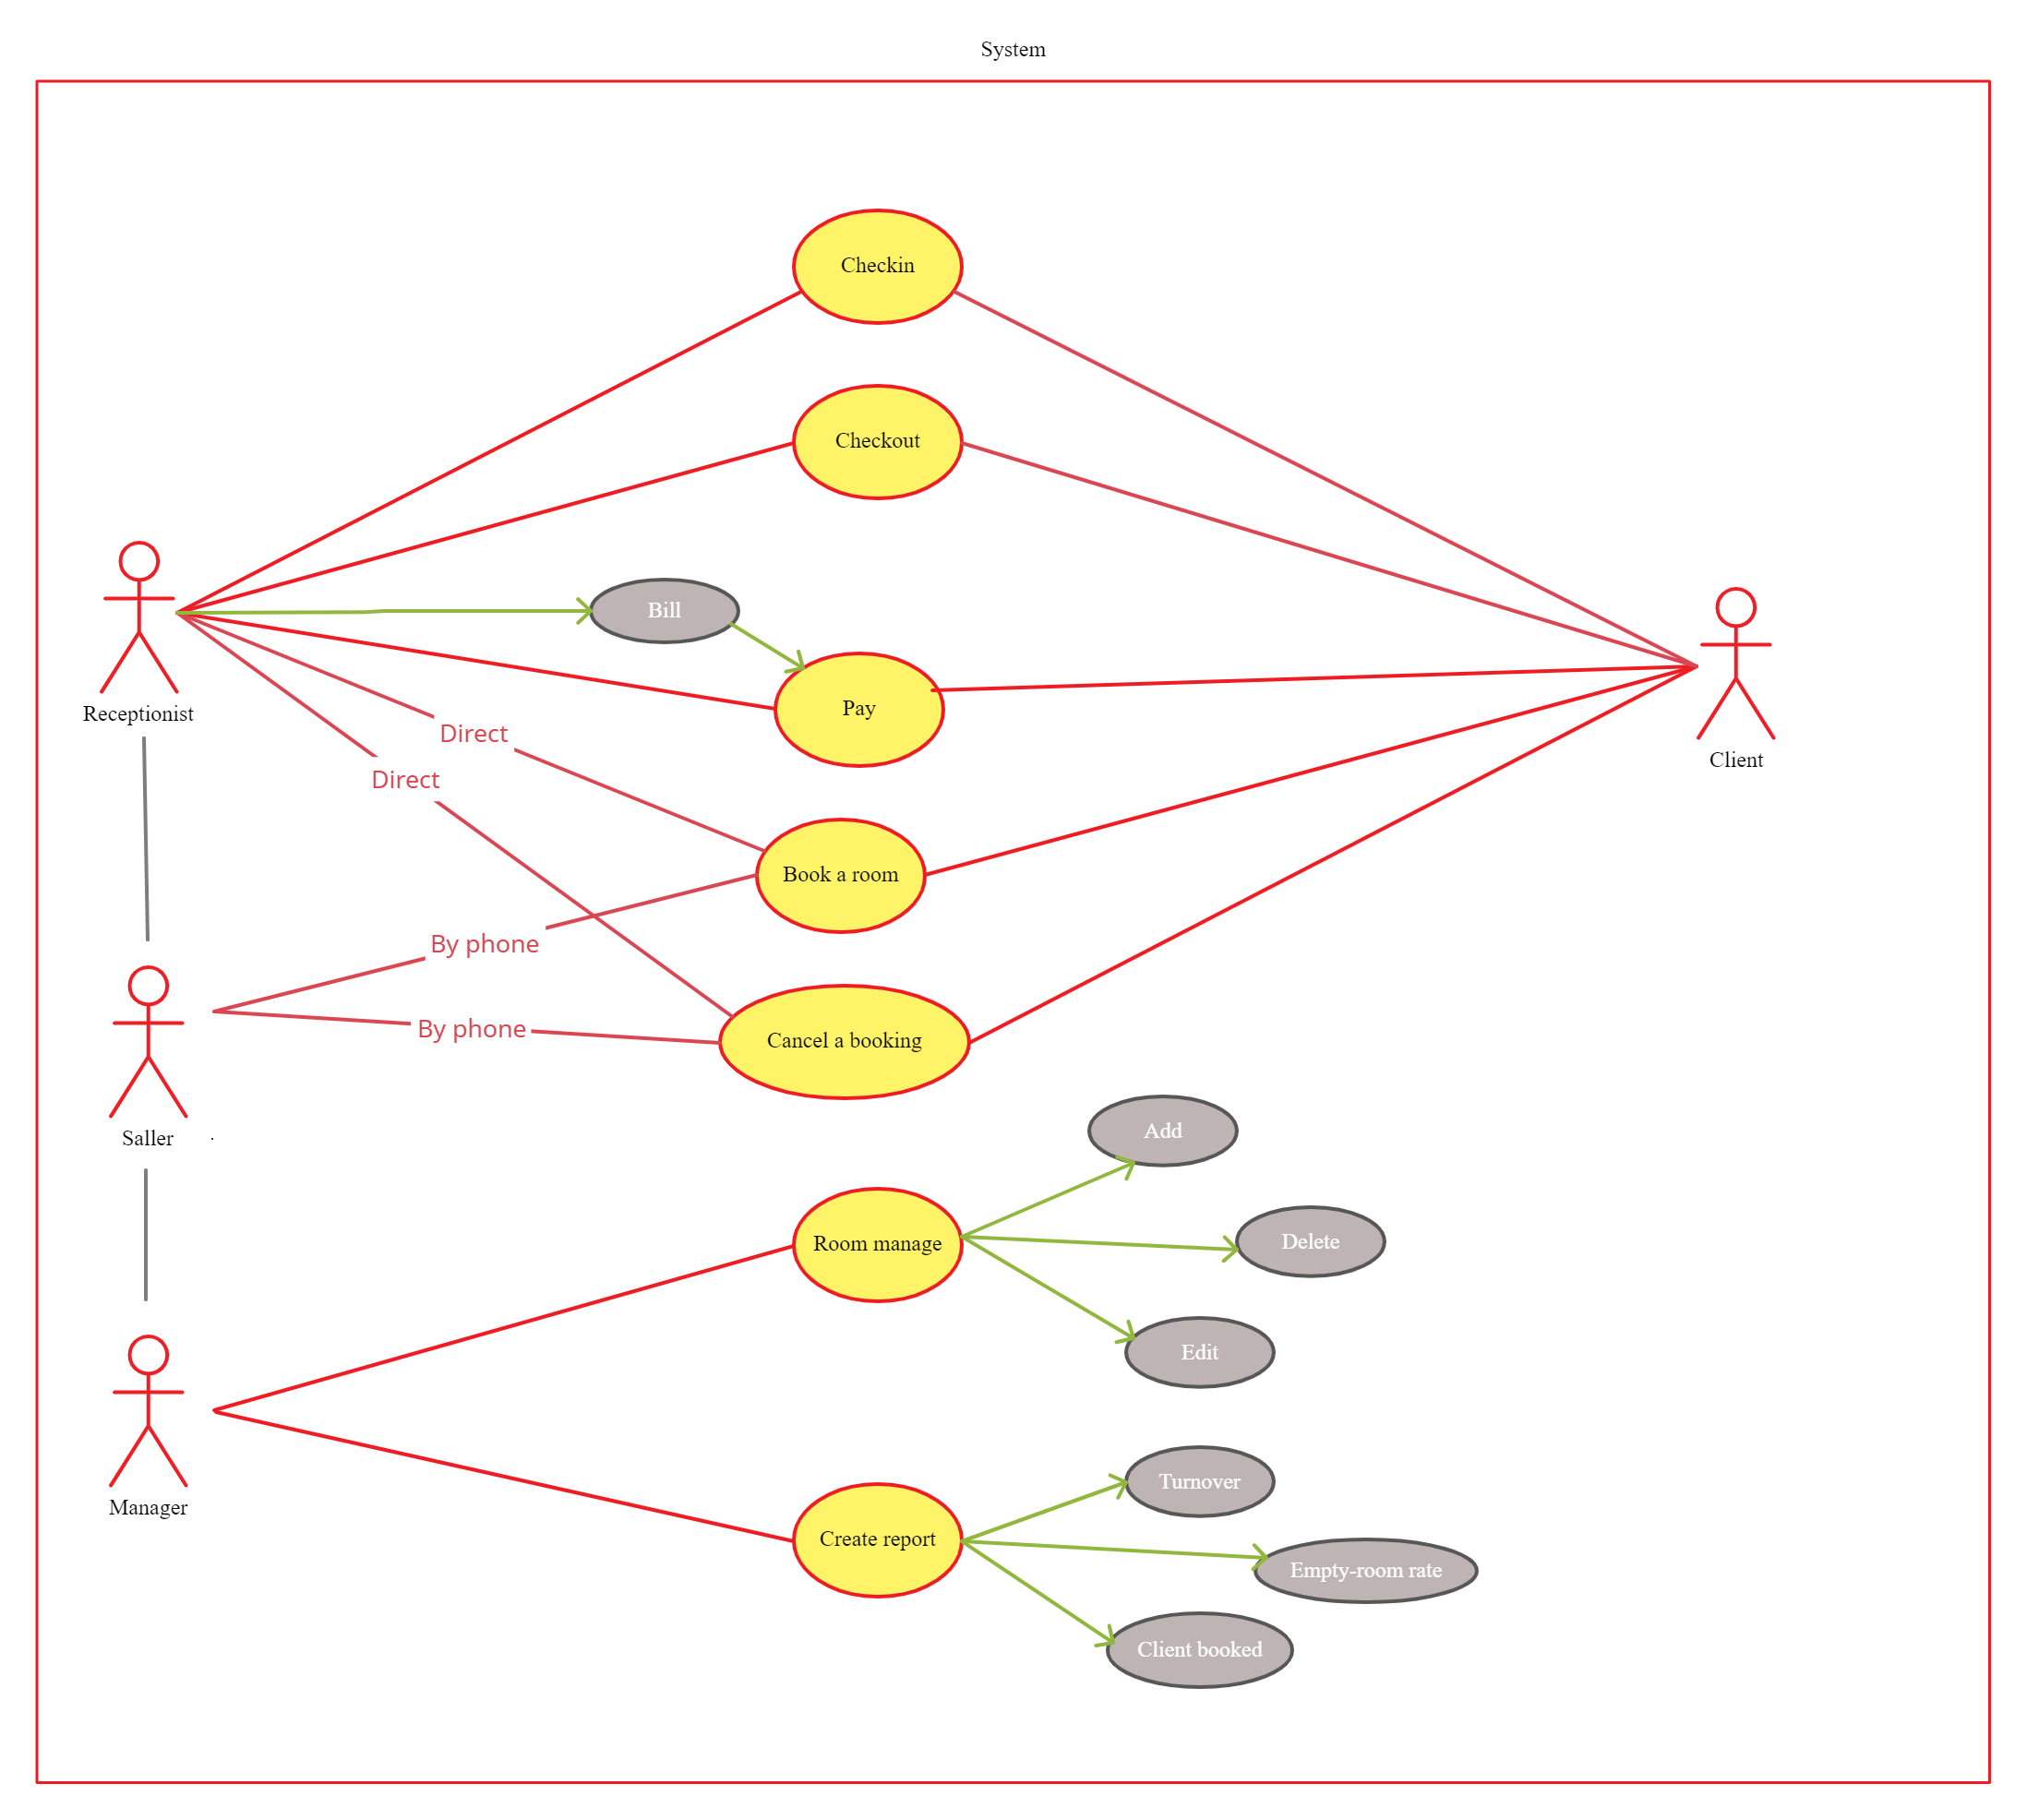 System
Checkin
Checkout
Bill
Receptionist
Pay
Direct
Client
Direct
Book a room
By phone
By phone
Cancel a booking
Add
Saller
Delete
Room manage
Edit
Turnover
Manager
Create report
Empty-room rate
Client booked